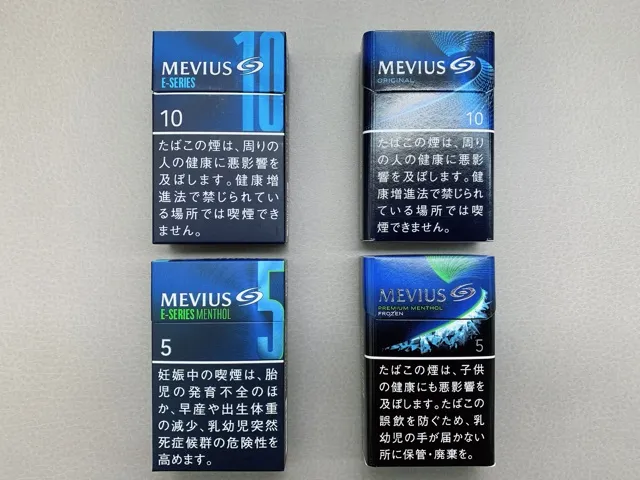 MEVIUS
E-SERIES
10
10
たばこの煙は、周りの
人の健康に悪影響を
及ぼします。健康増
進法で禁じられてい
る場所では喫煙でき
ません。
MEVIUS
ORIGINAL
10
たばこの煙は、周り
の人の健康に悪影
響を及ぼします。健
康増進法で禁じられ
ている場所では喫
煙できません。
MEVIUS
E-SERIES MENTHOL
5
5
妊娠中の喫煙は、胎
児の発育不全のほ
か、早産や出生体重
の減少、乳幼児突然
死症候群の危険性を
高めます。
MEVIUS
PREMIUM MENTHOL
FROZEN
5
たばこの煙は、子供
の健康にも悪影響を
及ぼします。たばこの
誤飲を防ぐため、乳
幼児の手が届かない
所に保管・廃棄を。